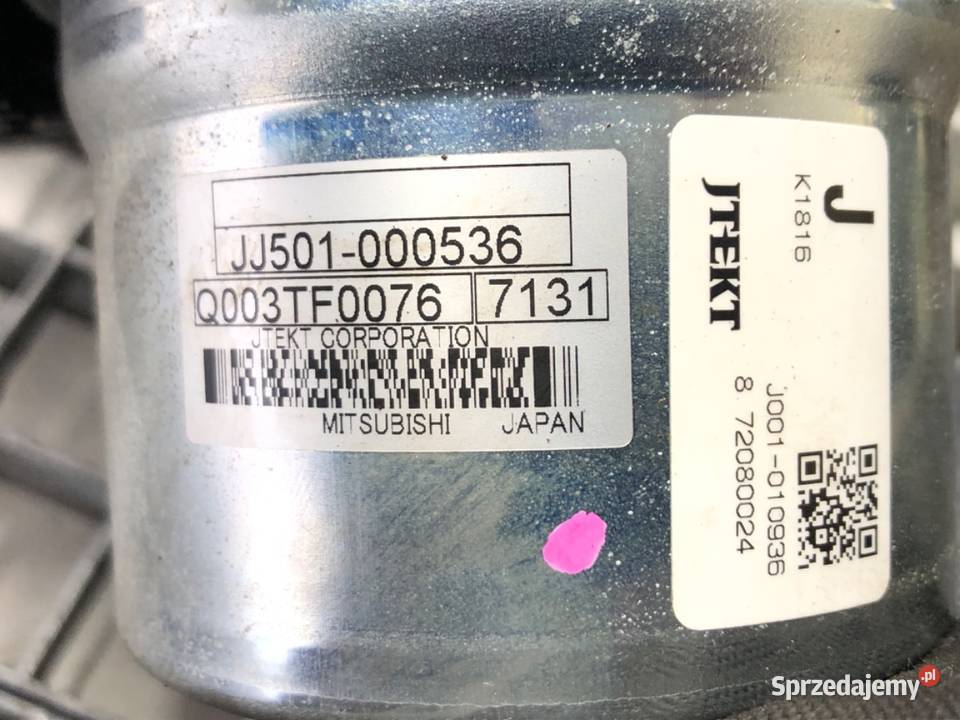 JJ501-000536
Q003TF0076 7131
JTEKT CORPORATION
MITSUBISHI JAPAN
J
K1816
JTEKT
J001-010936
8 72080024
Sprzedajemy.pl